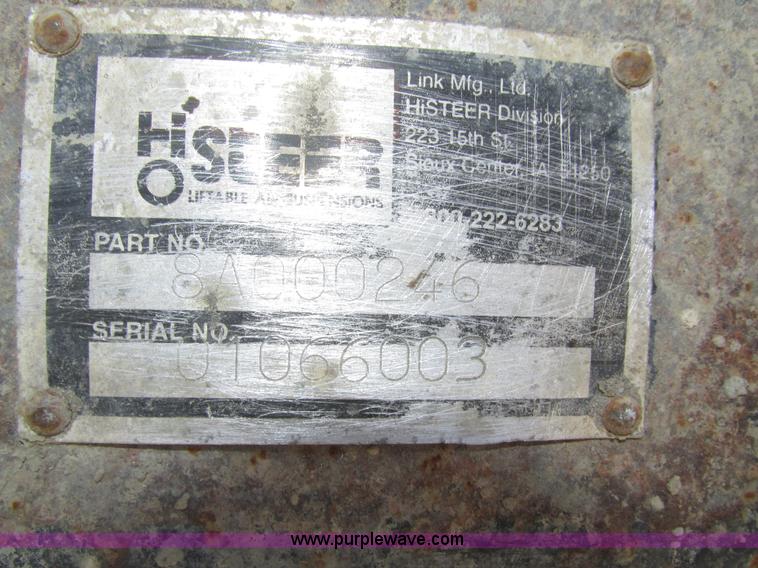 HiSTEER
LIFTABLE AIR SUSPENSIONS
Link Mfg., Ltd.
HiSTEER Division
223 15th St.
Sioux Center, IA 51250
800-222-6283
PART NO.
8A000246
SERIAL NO.
01066003
www.purplewave.com